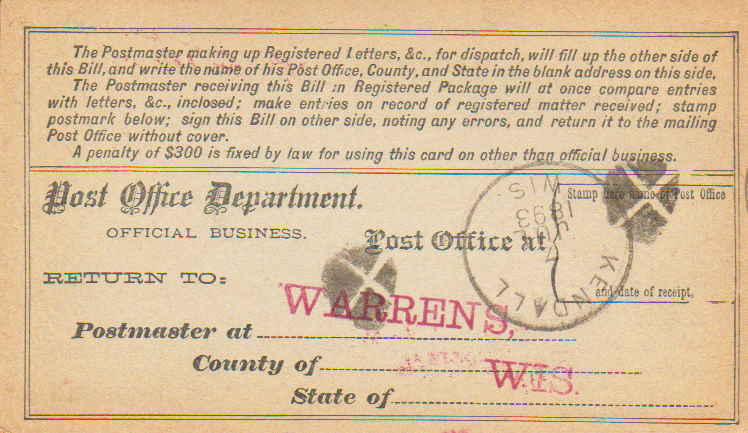 The Postmaster making up Registered Letters, &c., for dispatch, will fill up the other side of
this Bill, and write the name of his Post Office, County, and State in the blank address on this side.
The Postmaster receiving this Bill in Registered Package will at once compare entries
with letters, &c., inclosed; make entries on record of registered matter received; stamp
postmark below; sign this Bill on other side, noting any errors, and return it to the mailing
Post Office without cover.
A penalty of $300 is fixed by law for using this card on other than official business.
Post Office Department.
OFFICIAL BUSINESS.
Stamp here name of Post Office
Post Office at
KENDALL
WIS.
JUL
7
1893
and date of receipt.
RETURN TO:
WARRENS,
Postmaster at
County of
WIS.
State of